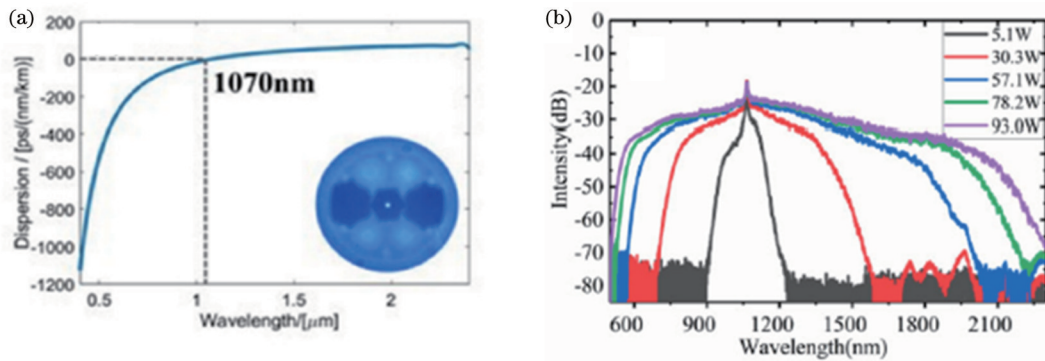 (a)
200
0
-200
-400
-600
-800
-1000
-1200
Dispersion / [ps/(nm/km)]
1070nm
0.5
1
1.5
2
Wavelength/[μm]
(b)
0
-10
-20
-30
-40
-50
-60
-70
-80
Intensity(dB)
5.1W
30.3W
57.1W
78.2W
93.0W
600
900
1200
1500
1800
2100
Wavelength(nm)